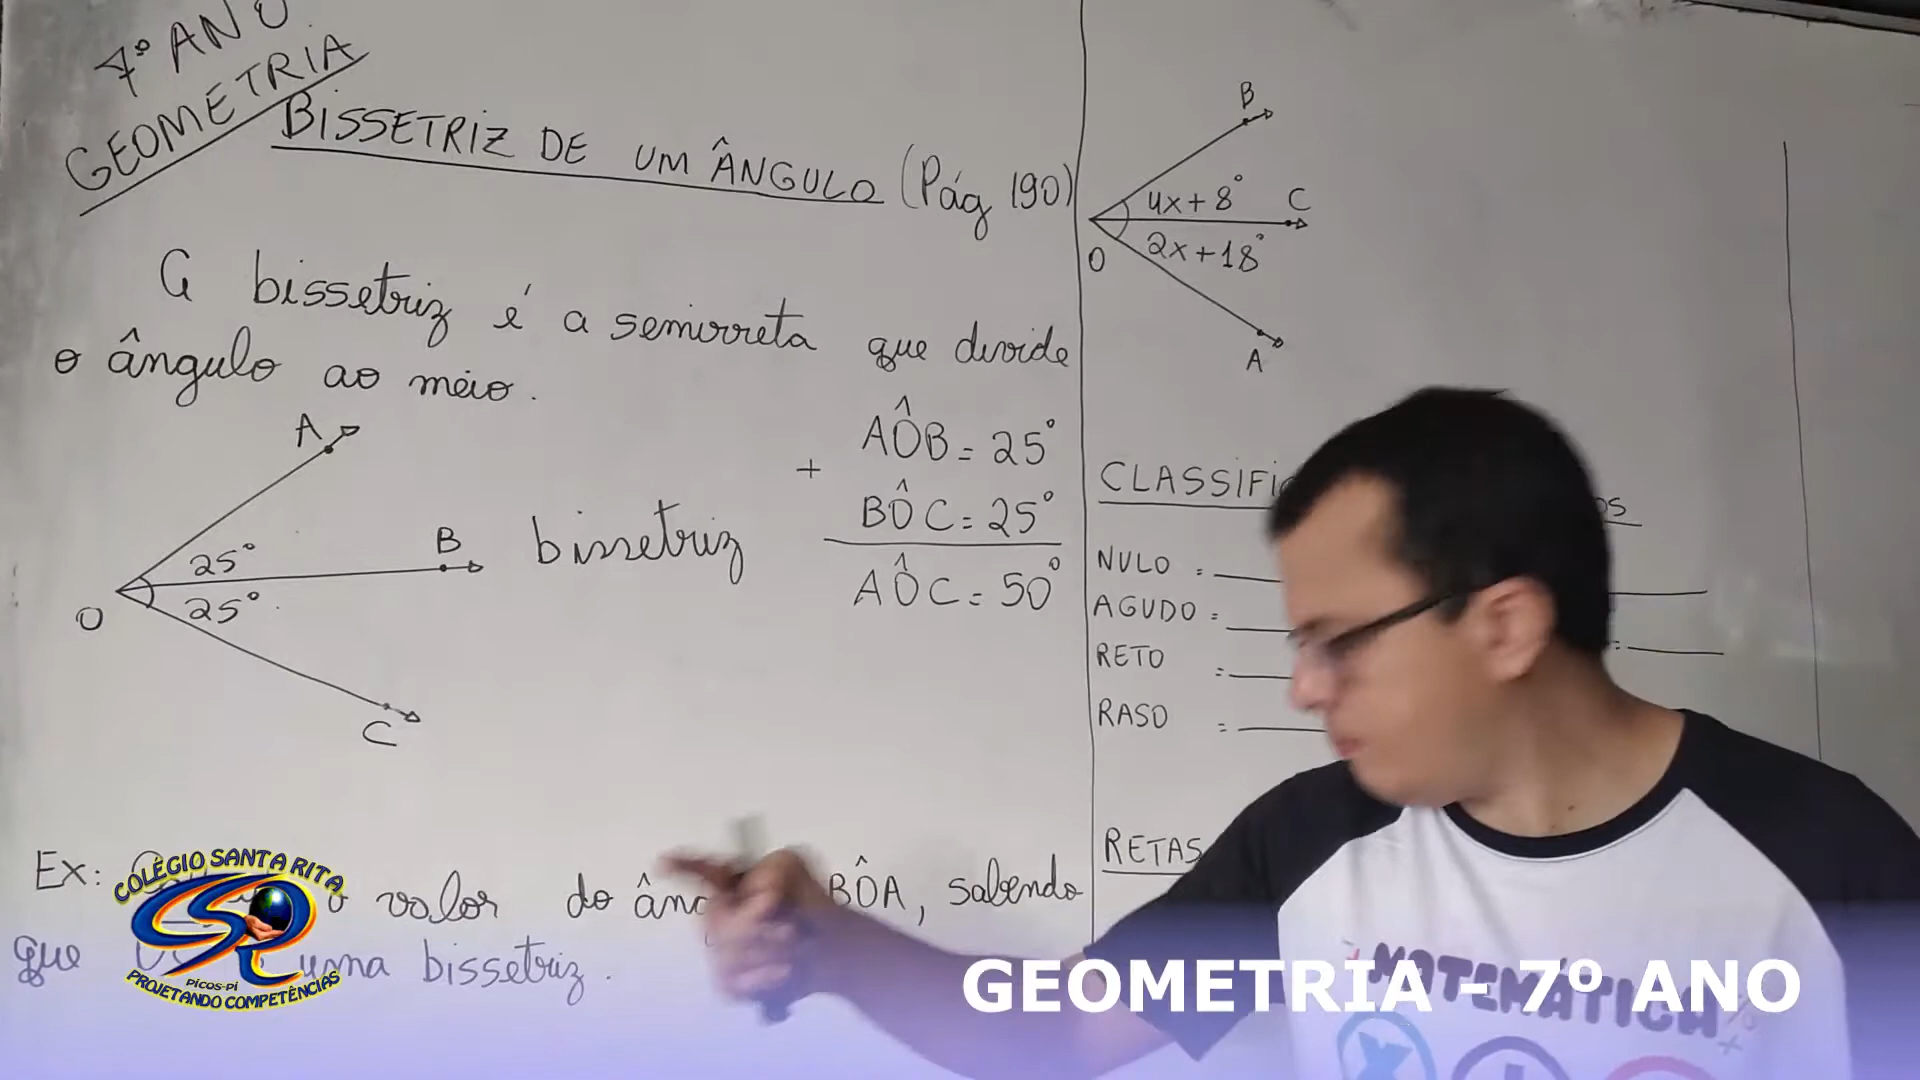 7º ANO
GEOMETRIA
BISSETRIZ DE UM ÂNGULO (Pág 190)
A bissetriz é a semirreta que divide
o ângulo ao meio.
A
B
C
O
25°
25°
bissetriz
+
AÔB = 25°
BÔC = 25°
AÔC = 50°
Ex: o valor do BÔA, sabendo
que uma bissetriz.
B
4x+8°
C
2x+18°
O
A
NULO =
AGUDO =
RETO =
RASO =
RETAS
COLÉGIO SANTA RITA
PICOS-PI
PROJETANDO COMPETÊNCIAS
MATEMÁTICA
GEOMETRIA - 7º ANO